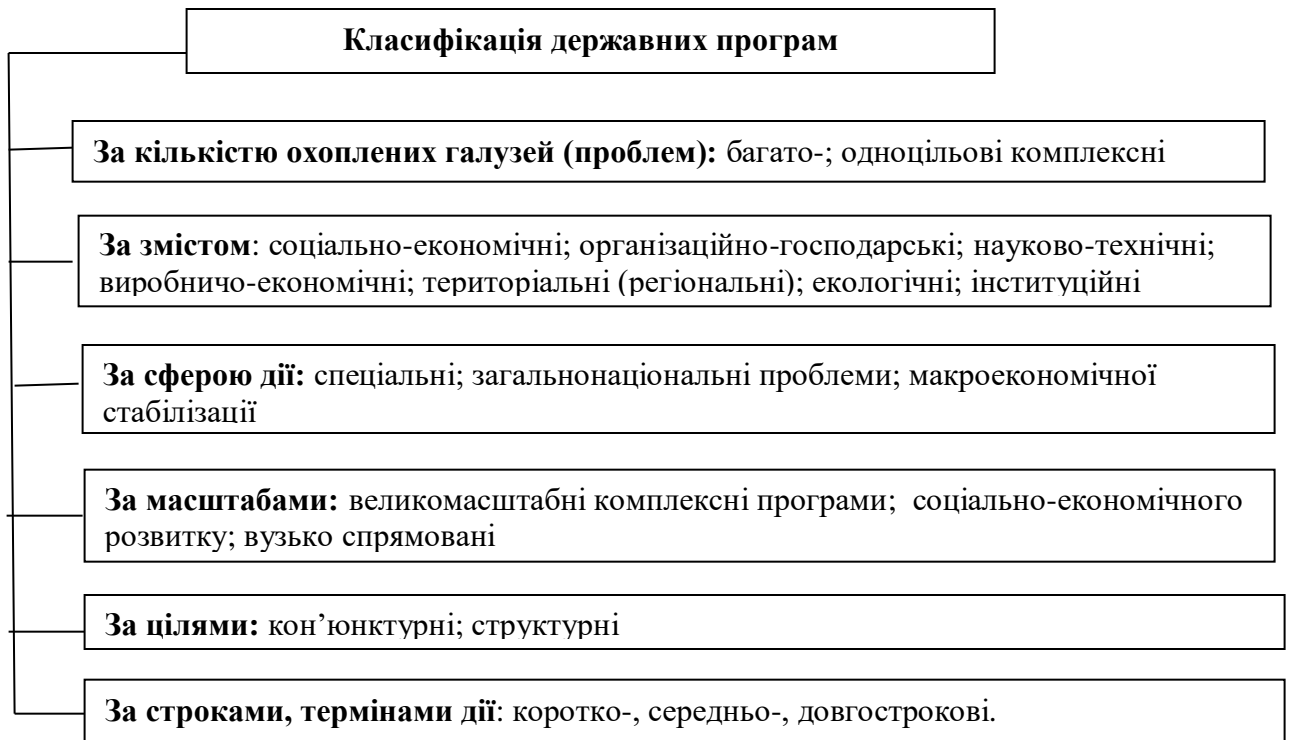 Класифікація державних програм
За кількістю охоплених галузей (проблем): багато-; одноцільові комплексні
За змістом: соціально-економічні; організаційно-господарські; науково-технічні;
виробничо-економічні; територіальні (регіональні); екологічні; інституційні
За сферою дії: спеціальні; загальнонаціональні проблеми; макроекономічної
стабілізації
За масштабами: великомасштабні комплексні програми;  соціально-економічного
розвитку; вузько спрямовані
За цілями: кон’юнктурні; структурні
За строками, термінами дії: коротко-, середньо-, довгострокові.